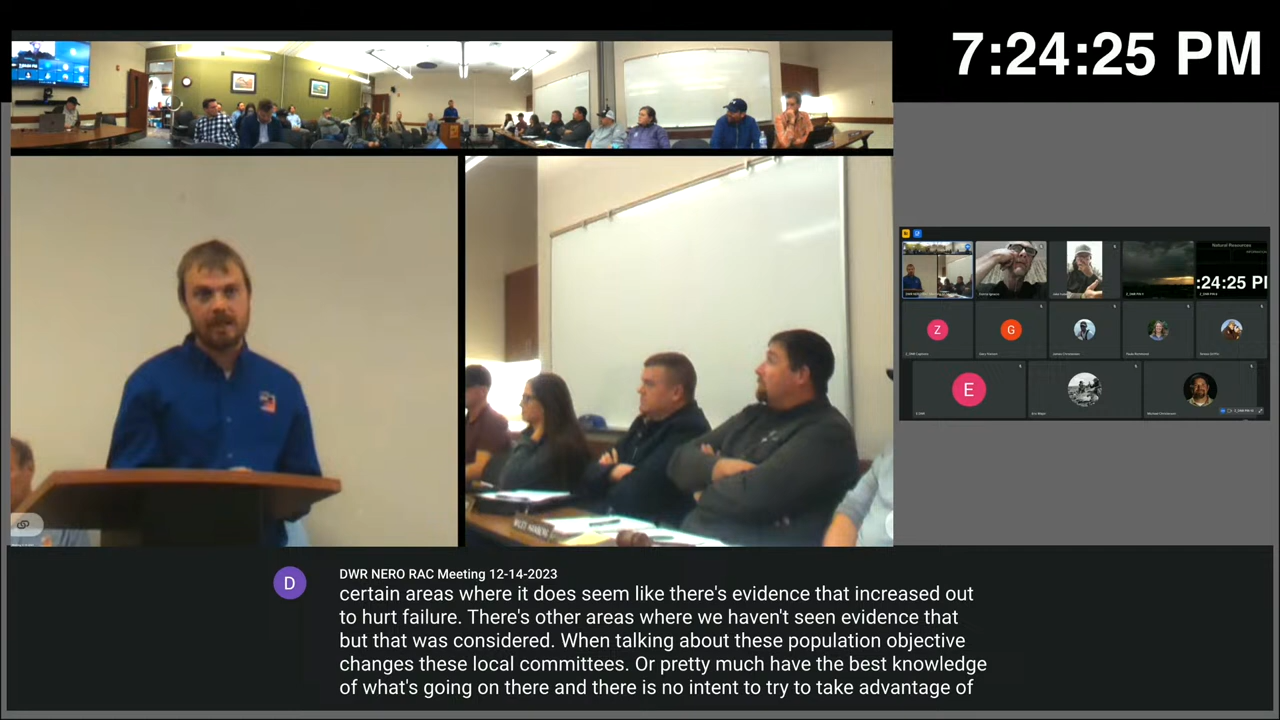 7:24:25 PM
Natural Resources
:24:25 PI
Z
G
E
D
DWR NERO RAC Meeting 12-14-2023
certain areas where it does seem like there's evidence that increased out
to hurt failure. There's other areas where we haven't seen evidence that
but that was considered. When talking about these population objective
changes these local committees. Or pretty much have the best knowledge
of what's going on there and there is no intent to try to take advantage of